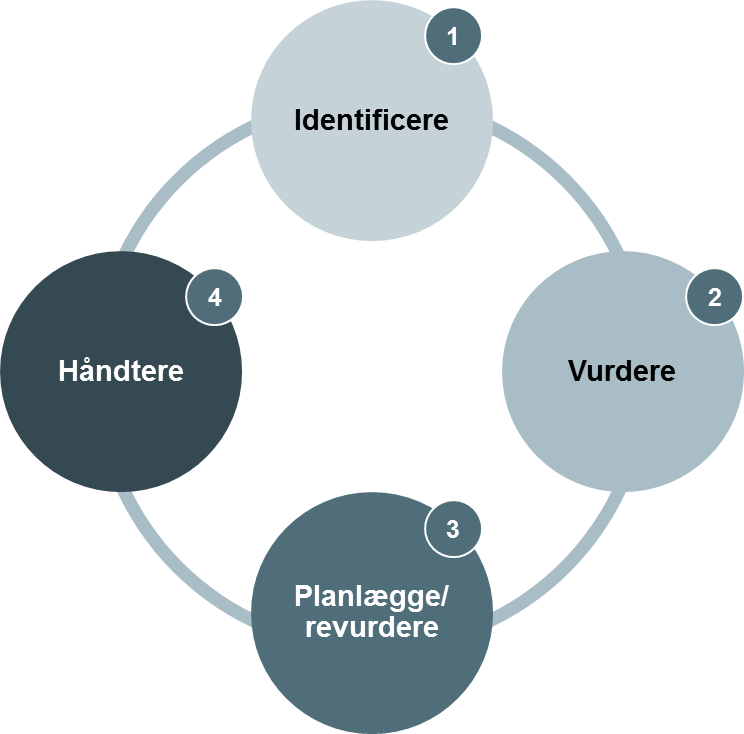 1
Identificere
2
Vurdere
3
Planlægge/
revurdere
4
Håndtere